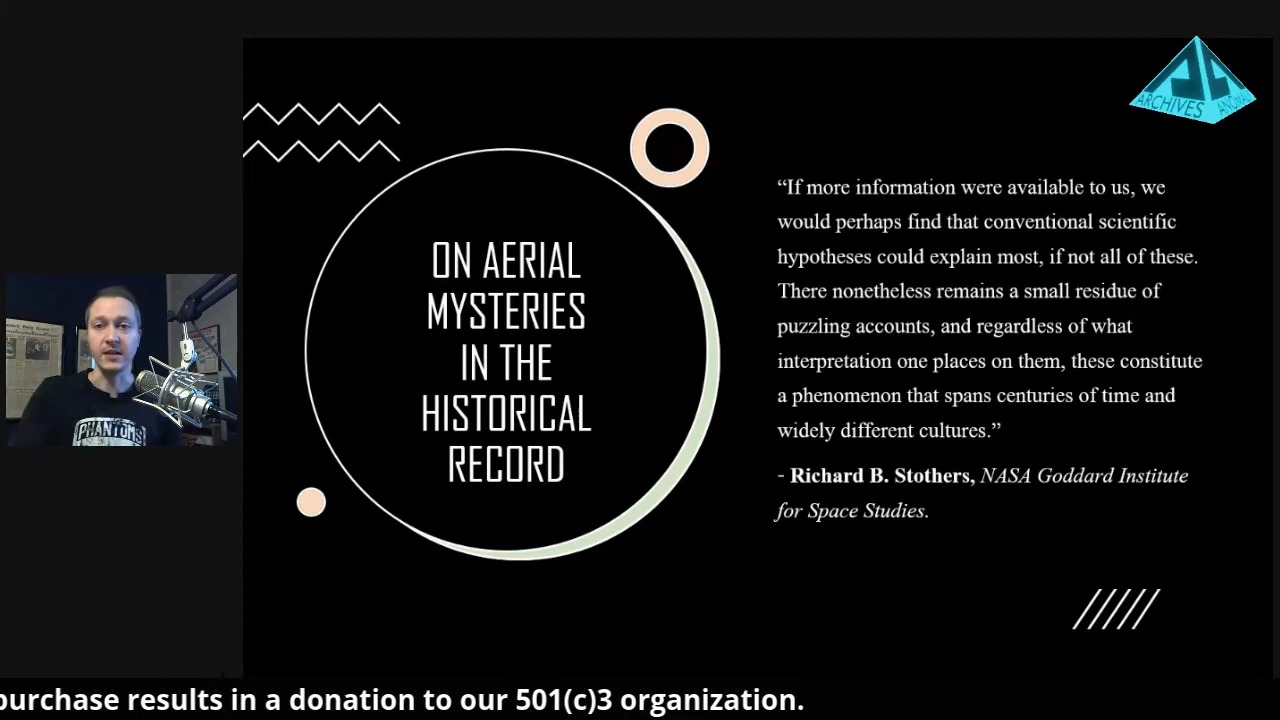 ARCHIVES
ON AERIAL
MYSTERIES
IN THE
HISTORICAL
RECORD
“If more information were available to us, we
would perhaps find that conventional scientific
hypotheses could explain most, if not all of these.
There nonetheless remains a small residue of
puzzling accounts, and regardless of what
interpretation one places on them, these constitute
a phenomenon that spans centuries of time and
widely different cultures.”
- Richard B. Stothers, NASA Goddard Institute
for Space Studies.
PHANTOMS
purchase results in a donation to our 501(c)3 organization.